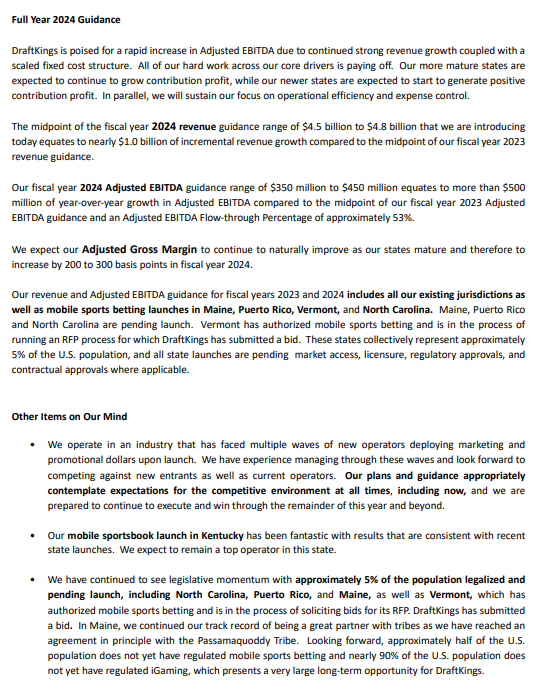 Full Year 2024 Guidance
DraftKings is poised for a rapid increase in Adjusted EBITDA due to continued strong revenue growth coupled with a
scaled fixed cost structure. All of our hard work across our core drivers is paying off. Our more mature states are
expected to continue to grow contribution profit, while our newer states are expected to start to generate positive
contribution profit. In parallel, we will sustain our focus on operational efficiency and expense control.
The midpoint of the fiscal year 2024 revenue guidance range of $4.5 billion to $4.8 billion that we are introducing
today equates to nearly $1.0 billion of incremental revenue growth compared to the midpoint of our fiscal year 2023
revenue guidance.
Our fiscal year 2024 Adjusted EBITDA guidance range of $350 million to $450 million equates to more than $500
million of year-over-year growth in Adjusted EBITDA compared to the midpoint of our fiscal year 2023 Adjusted
EBITDA guidance and an Adjusted EBITDA Flow-through Percentage of approximately 53%.
We expect our Adjusted Gross Margin to continue to naturally improve as our states mature and therefore to
increase by 200 to 300 basis points in fiscal year 2024.
Our revenue and Adjusted EBITDA guidance for fiscal years 2023 and 2024 includes all our existing jurisdictions as
well as mobile sports betting launches in Maine, Puerto Rico, Vermont, and North Carolina. Maine, Puerto Rico
and North Carolina are pending launch. Vermont has authorized mobile sports betting and is in the process of
running an RFP process for which DraftKings has submitted a bid. These states collectively represent approximately
5% of the U.S. population, and all state launches are pending market access, licensure, regulatory approvals, and
contractual approvals where applicable.
Other Items on Our Mind
• We operate in an industry that has faced multiple waves of new operators deploying marketing and
promotional dollars upon launch. We have experience managing through these waves and look forward to
competing against new entrants as well as current operators. Our plans and guidance appropriately
contemplate expectations for the competitive environment at all times, including now, and we are
prepared to continue to execute and win through the remainder of this year and beyond.
• Our mobile sportsbook launch in Kentucky has been fantastic with results that are consistent with recent
state launches. We expect to remain a top operator in this state.
• We have continued to see legislative momentum with approximately 5% of the population legalized and
pending launch, including North Carolina, Puerto Rico, and Maine, as well as Vermont, which has
authorized mobile sports betting and is in the process of soliciting bids for its RFP. DraftKings has submitted
a bid. In Maine, we continued our track record of being a great partner with tribes as we have reached an
agreement in principle with the Passamaquoddy Tribe. Looking forward, approximately half of the U.S.
population does not yet have regulated mobile sports betting and nearly 90% of the U.S. population does
not yet have regulated iGaming, which presents a very large long-term opportunity for DraftKings.